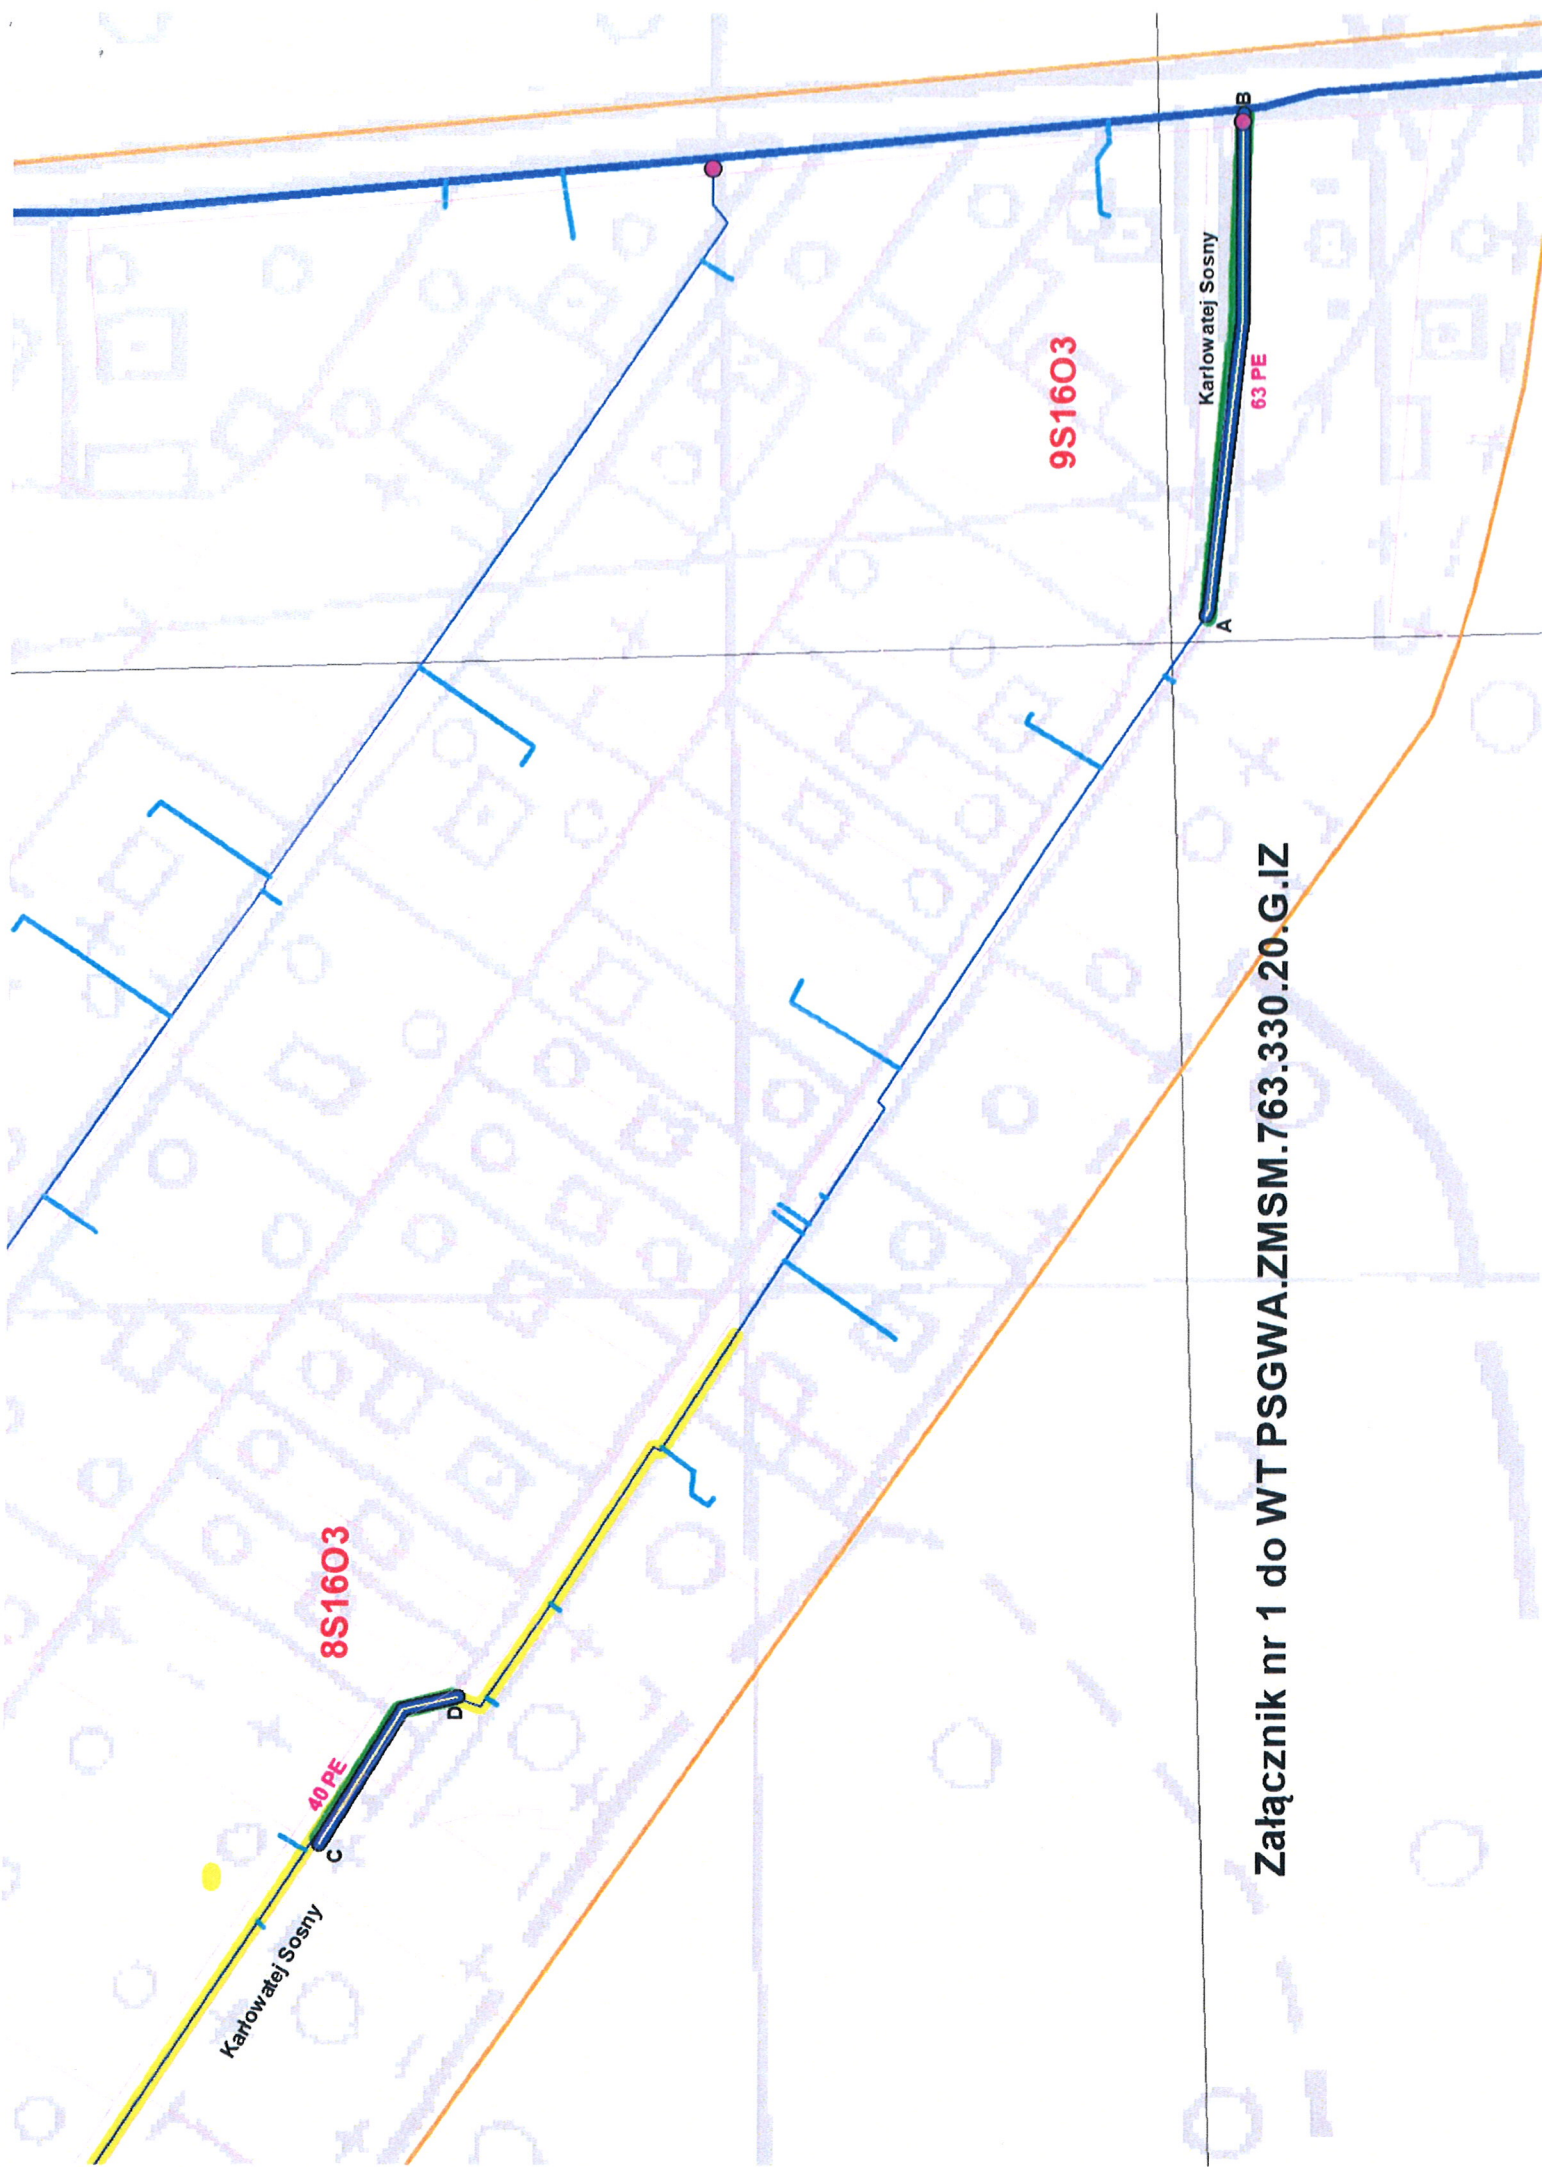 8S16O3
40 PE
C
D
Karłowatej Sosny
9S16O3
Karłowatej Sosny
63 PE
A
B
Załącznik nr 1 do WT PSGWA.ZMSM.763.330.20.G.IZ